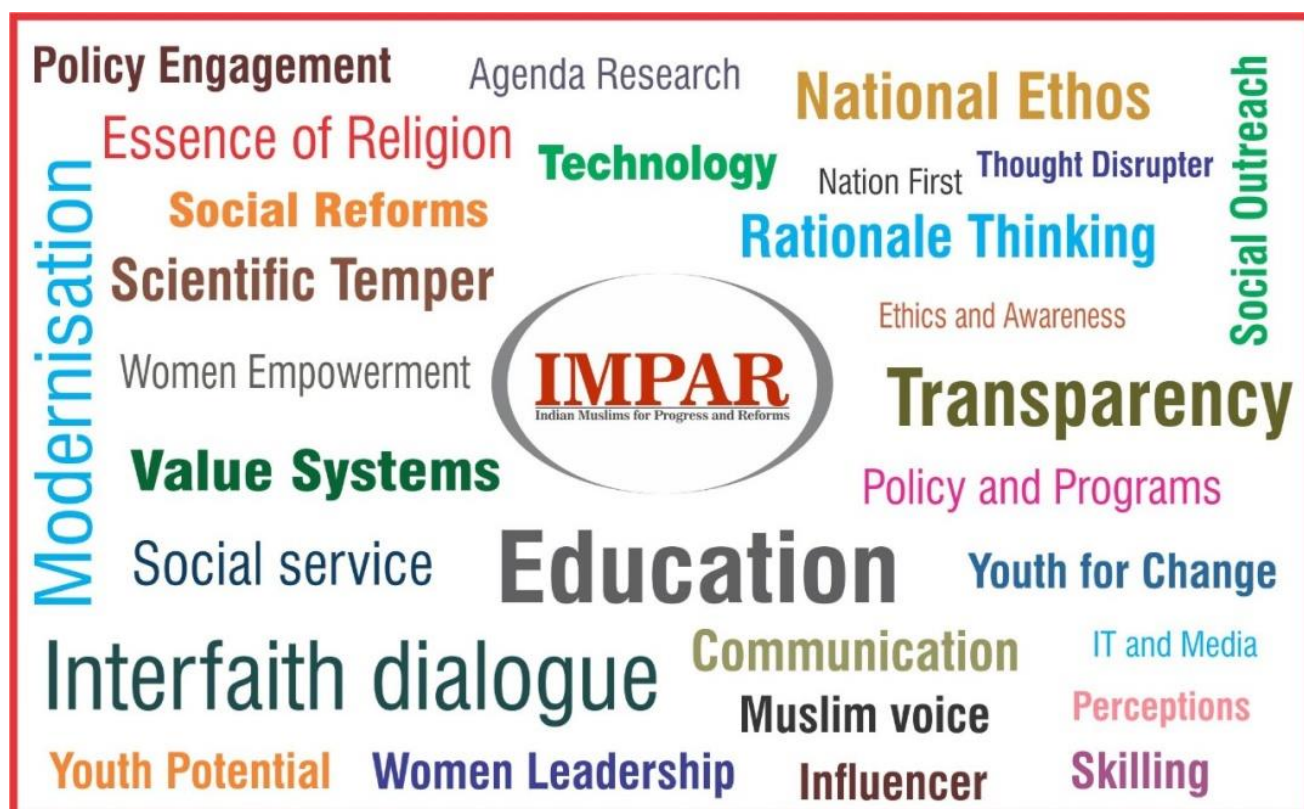 Policy Engagement
Agenda Research
National Ethos
Social Outreach
Essence of Religion
Technology
Nation First
Thought Disrupter
Modernisation
Social Reforms
Rationale Thinking
Scientific Temper
Ethics and Awareness
Women Empowerment
IMPAR
Indian Muslims for Progress and Reforms
Transparency
Value Systems
Policy and Programs
Social service
Education
Youth for Change
Interfaith dialogue
Communication
IT and Media
Muslim voice
Perceptions
Youth Potential
Women Leadership
Influencer
Skilling